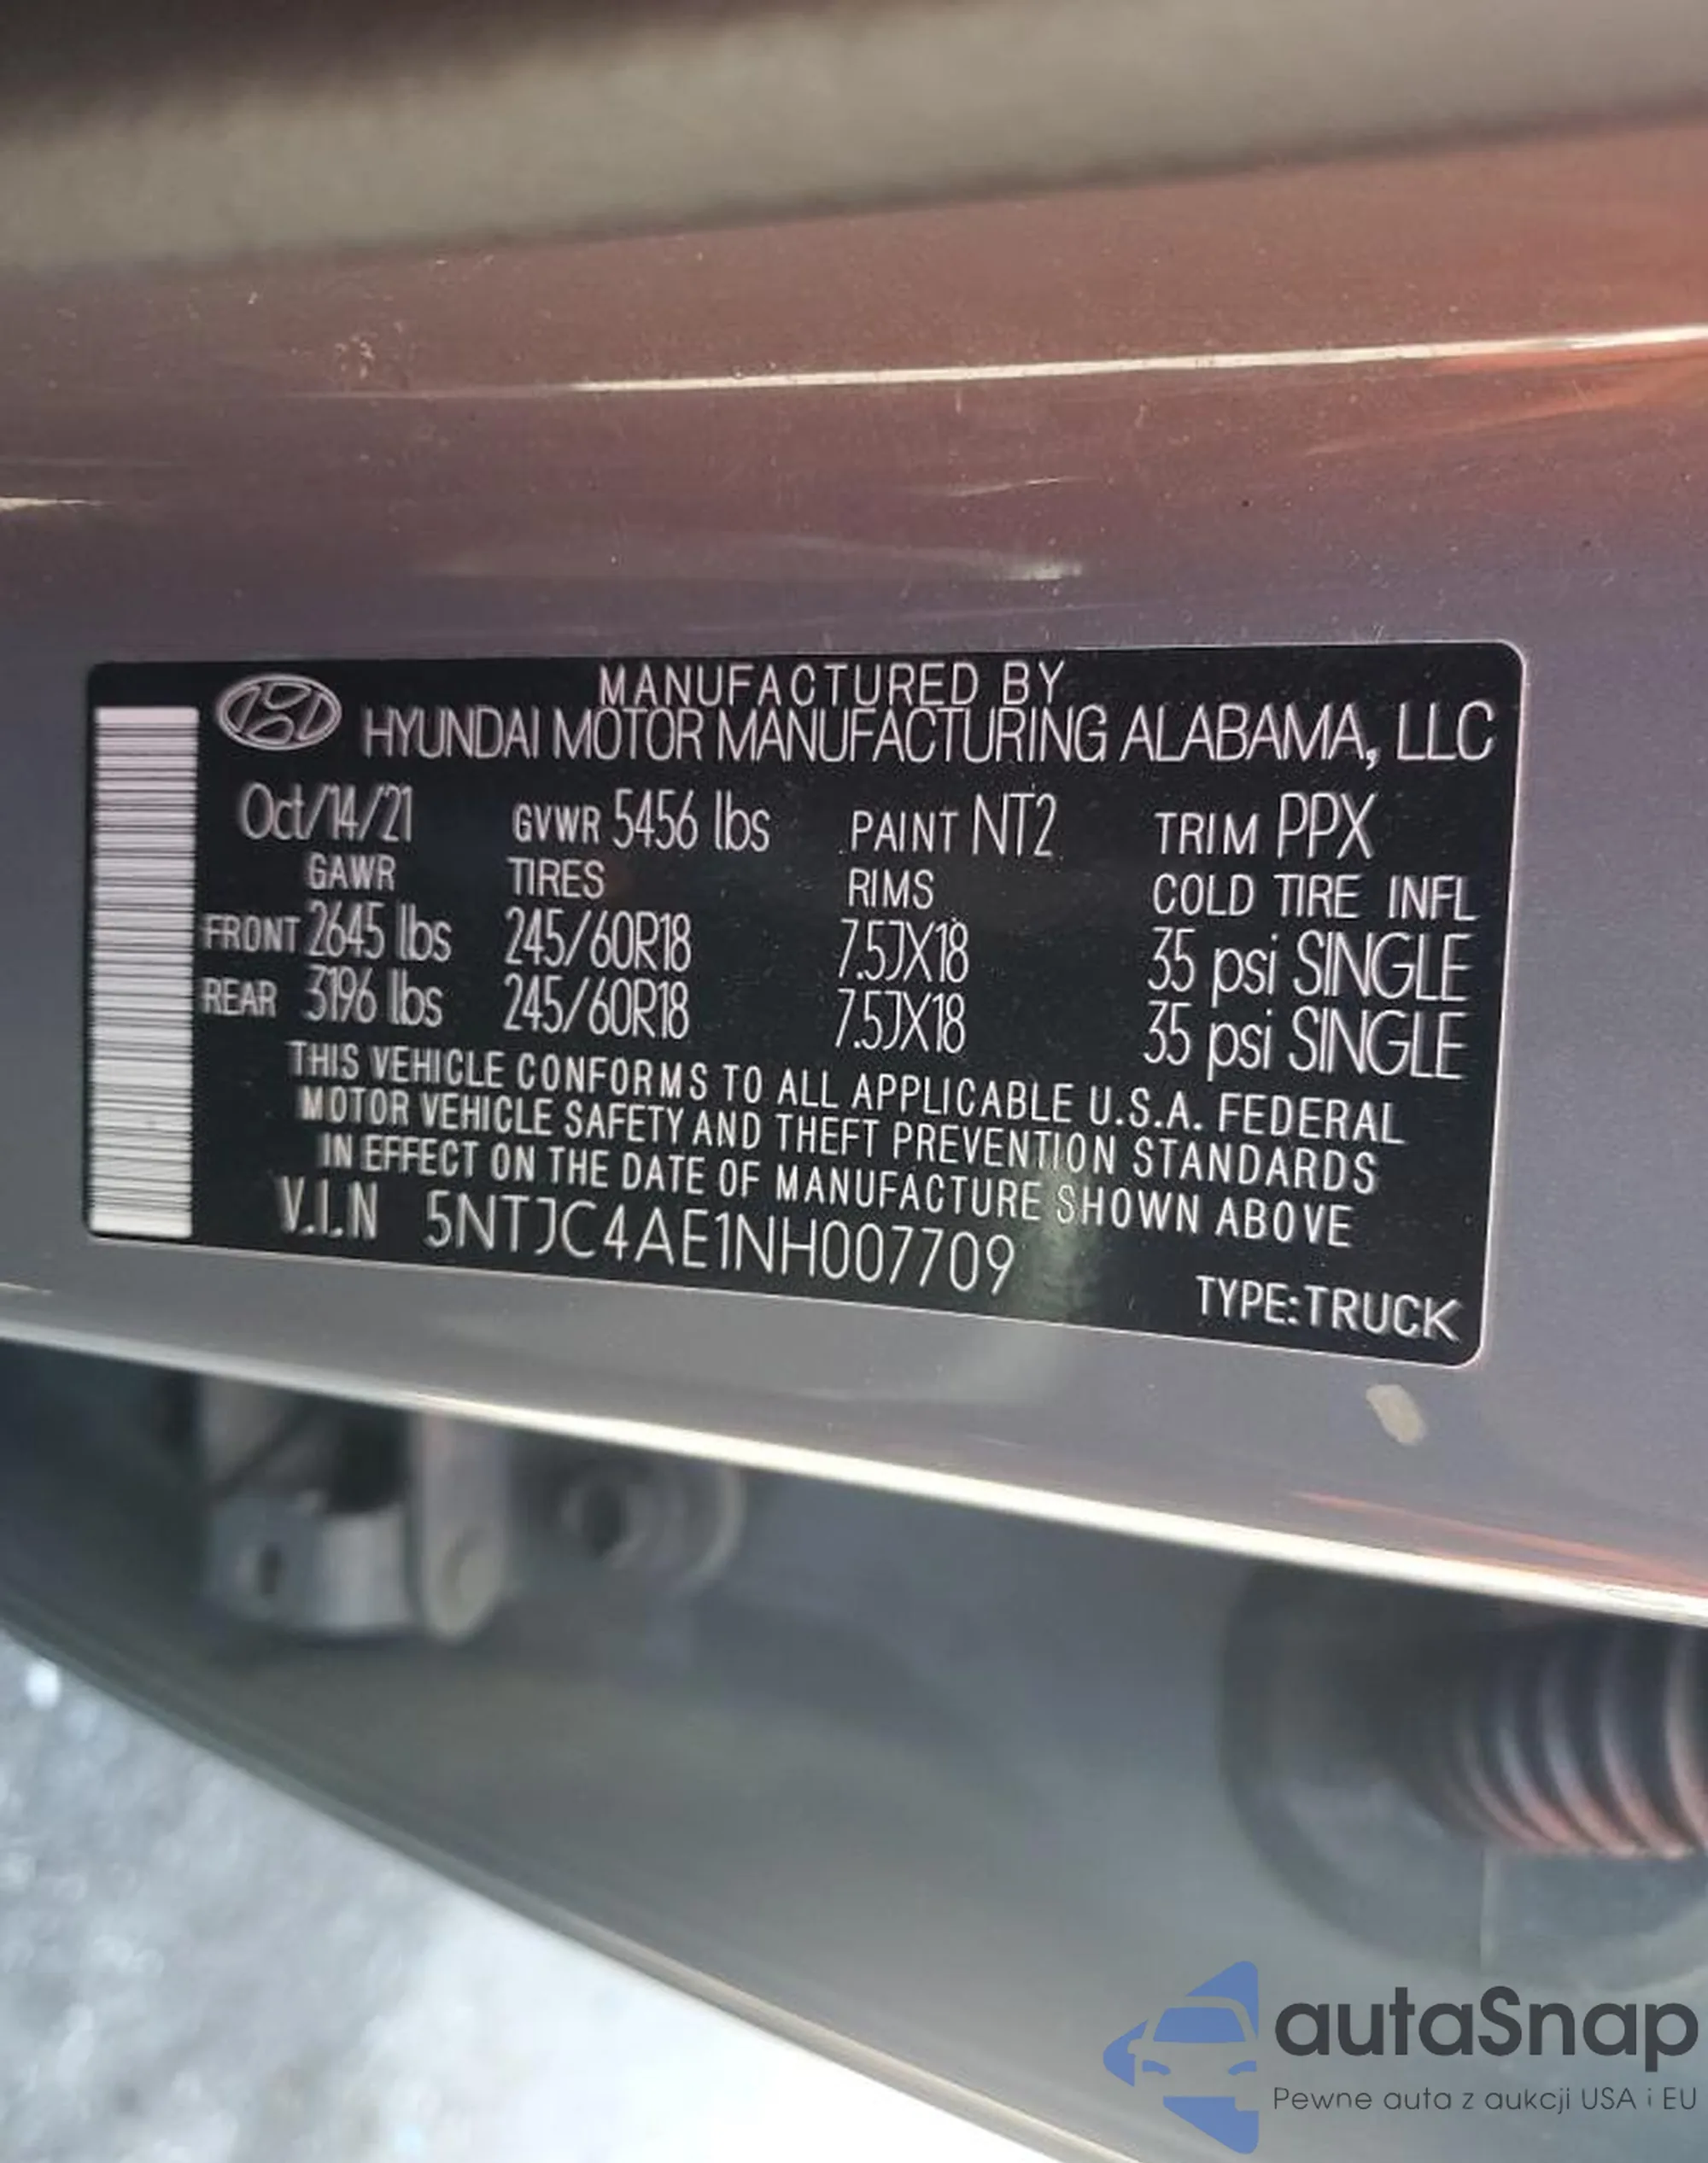 MANUFACTURED BY
HYUNDAI MOTOR MANUFACTURING ALABAMA, LLC
Oct/14/21 GVWR 5456 lbs PAINT NT2 TRIM PPX
GAWR TIRES RIMS COLD TIRE INFL
FRONT 2645 lbs 245/60R18 7.5JX18 35 psi SINGLE
REAR 3196 lbs 245/60R18 7.5JX18 35 psi SINGLE
THIS VEHICLE CONFORMS TO ALL APPLICABLE U.S.A. FEDERAL
MOTOR VEHICLE SAFETY AND THEFT PREVENTION STANDARDS
IN EFFECT ON THE DATE OF MANUFACTURE SHOWN ABOVE
V.I.N 5NTJC4AE1NH007709
TYPE:TRUCK
autaSnap
Pewne auta z aukcji USA i EU